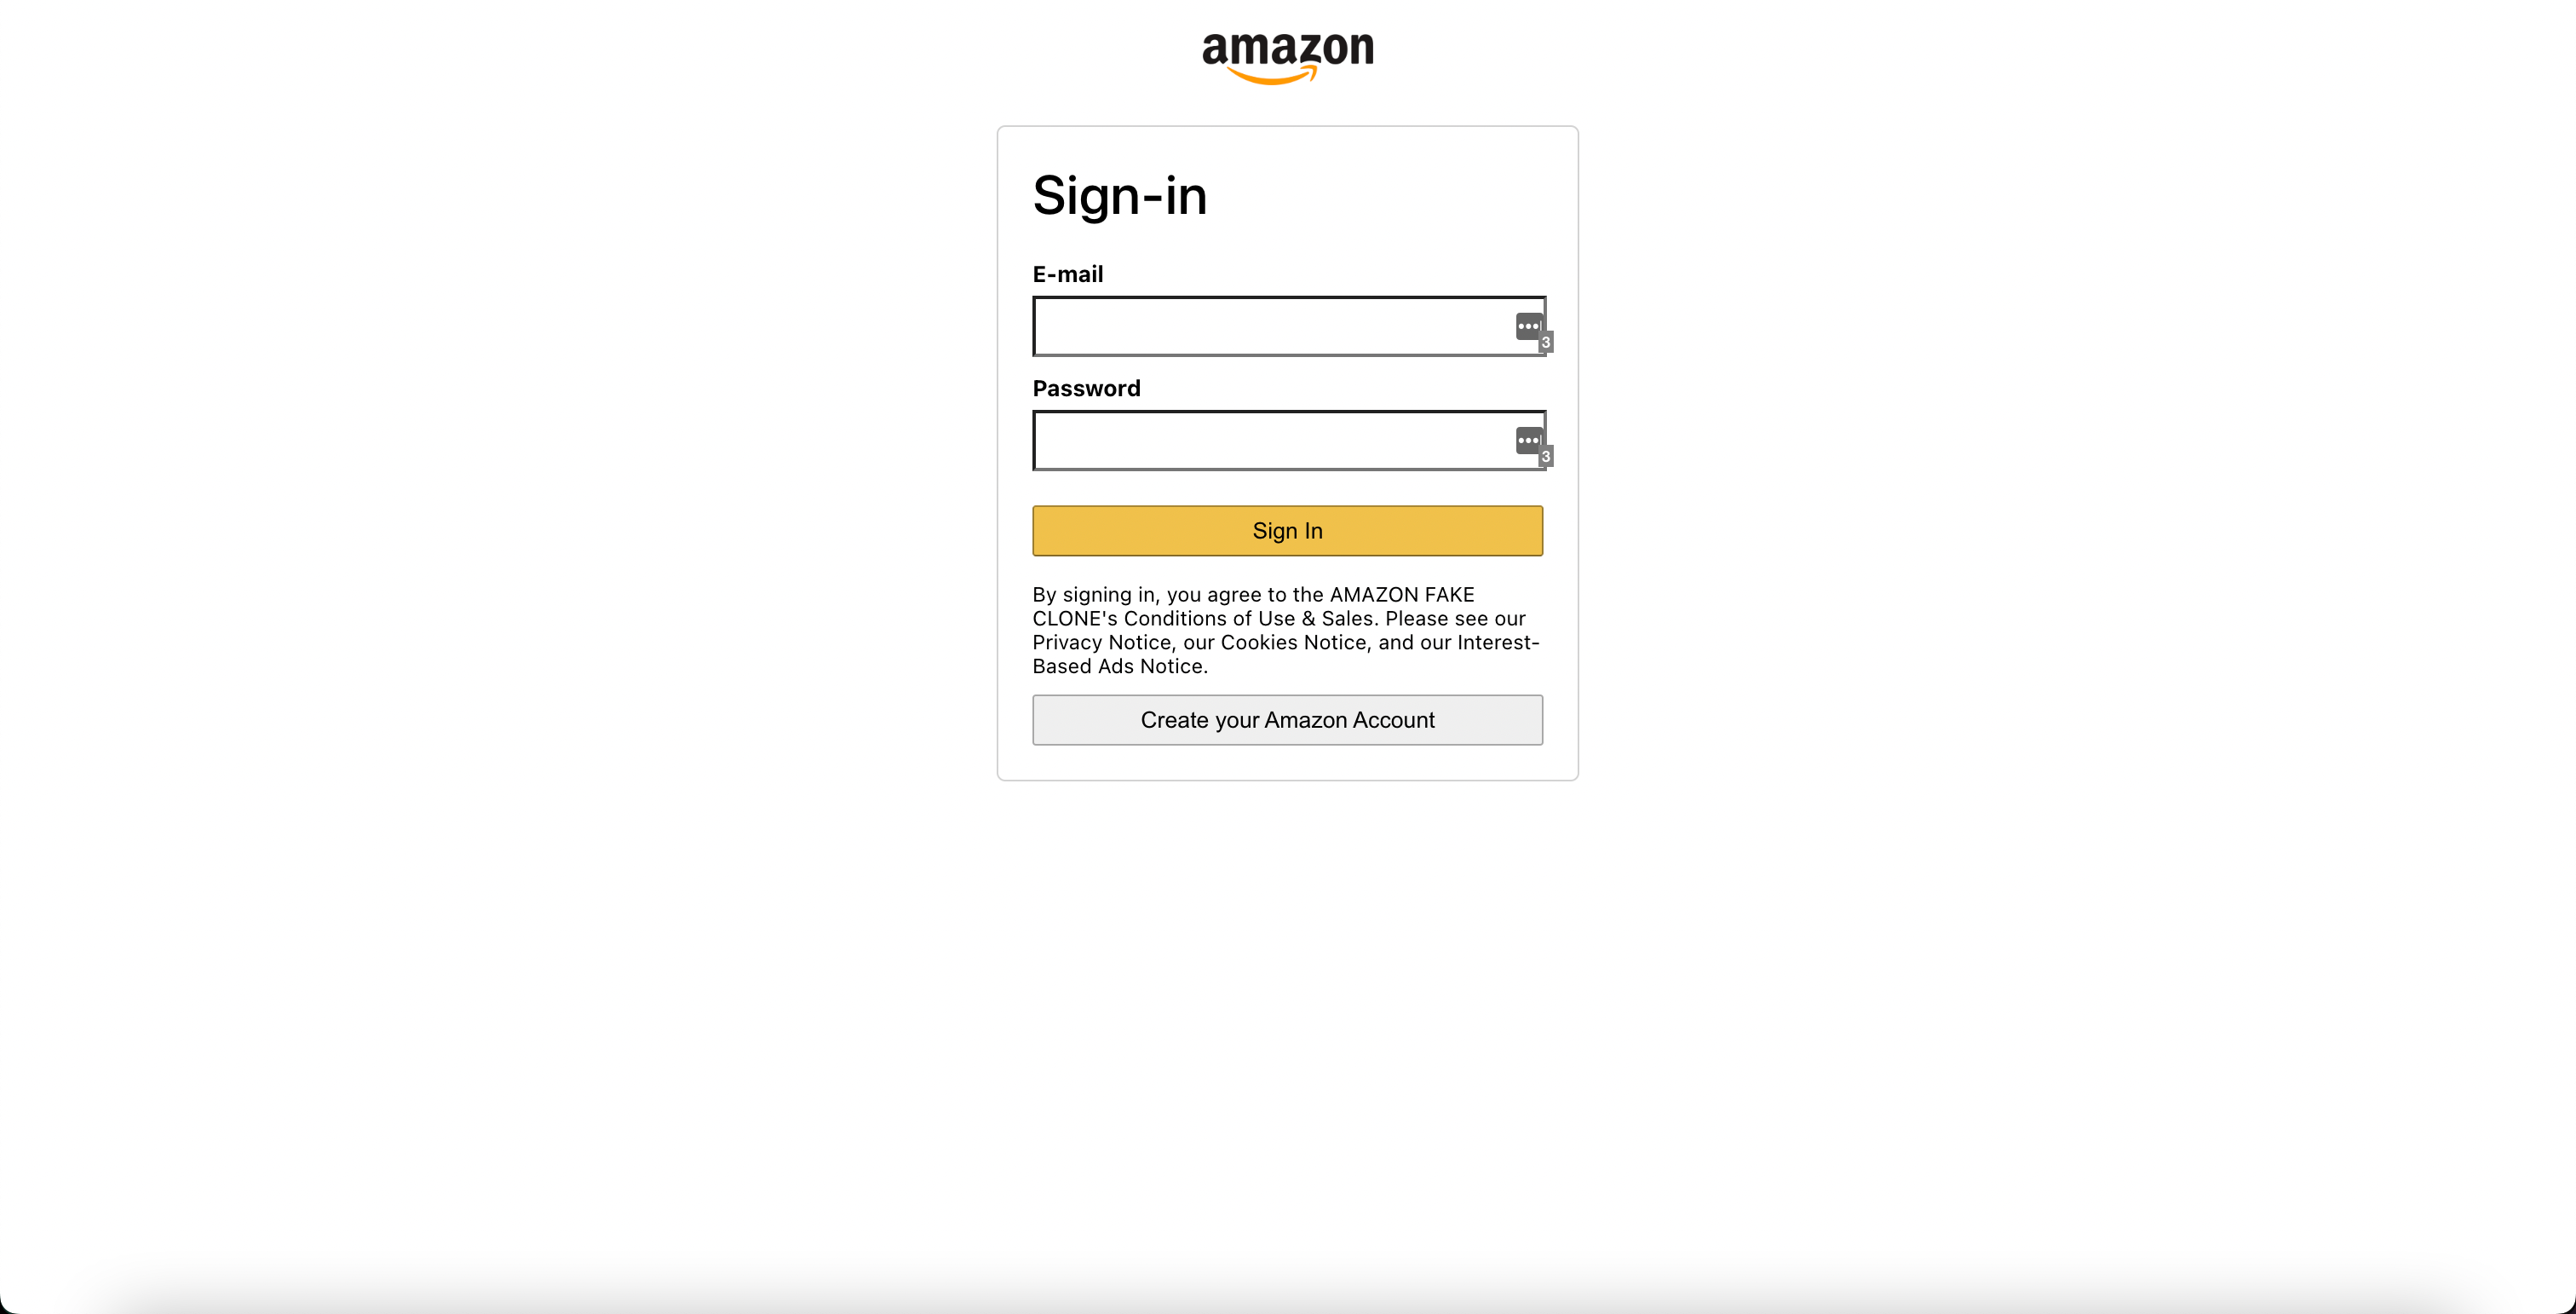 amazon
Sign-in
E-mail
3
Password
3
Sign In
By signing in, you agree to the AMAZON FAKE
CLONE's Conditions of Use & Sales. Please see our
Privacy Notice, our Cookies Notice, and our Interest-
Based Ads Notice.
Create your Amazon Account